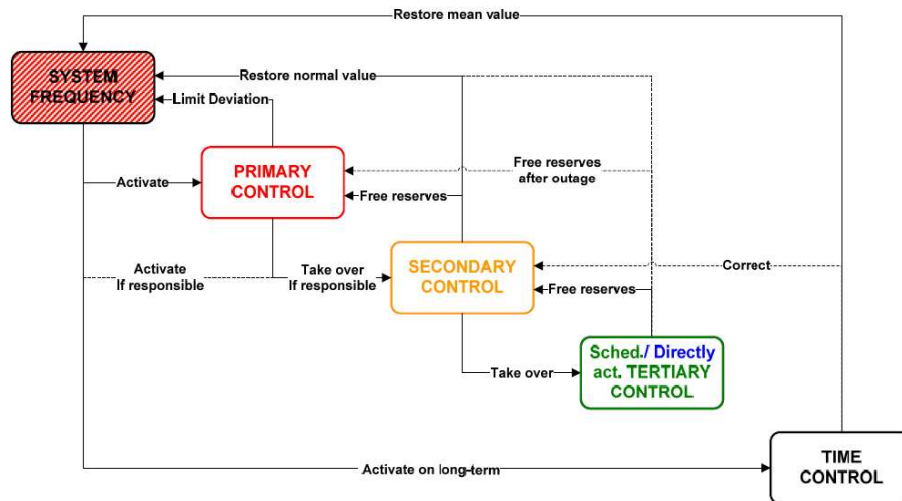 Restore mean value
SYSTEM
FREQUENCY
Restore normal value
Limit Deviation
PRIMARY
CONTROL
Free reserves
after outage
Activate
Free reserves
Activate
If responsible
Take over
If responsible
SECONDARY
CONTROL
Correct
Free reserves
Sched./ Directly
act. TERTIARY
CONTROL
Take over
TIME
CONTROL
Activate on long-term